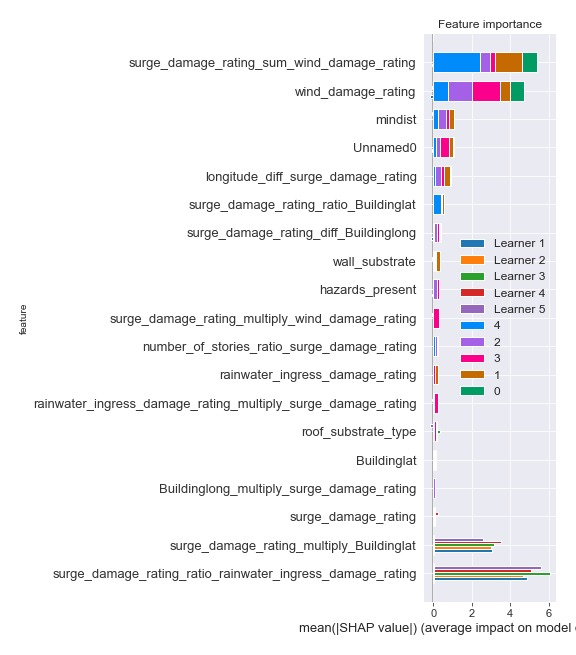 Feature importance
surge_damage_rating_sum_wind_damage_rating
wind_damage_rating
mindist
Unnamed0
longitude_diff_surge_damage_rating
surge_damage_rating_ratio_Buildinglat
surge_damage_rating_diff_Buildinglong
wall_substrate
hazards_present
surge_damage_rating_multiply_wind_damage_rating
number_of_stories_ratio_surge_damage_rating
rainwater_ingress_damage_rating
rainwater_ingress_damage_rating_multiply_surge_damage_rating
roof_substrate_type
Buildinglat
Buildinglong_multiply_surge_damage_rating
surge_damage_rating
surge_damage_rating_multiply_Buildinglat
surge_damage_rating_ratio_rainwater_ingress_damage_rating
feature
Learner 1
Learner 2
Learner 3
Learner 4
Learner 5
4
2
3
1
0
0 2 4 6
mean(|SHAP value|) (average impact on model